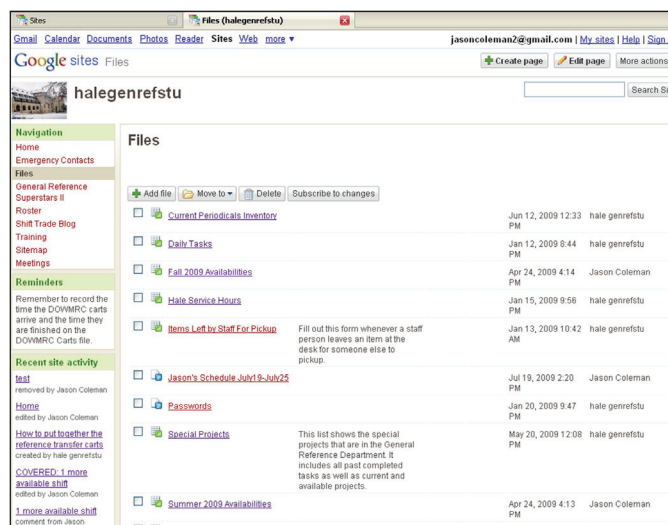 Sites
Files (halegenrefstu)
Gmail Calendar Documents Photos Reader Sites Web more ▼
jasoncoleman2@gmail.com | My sites | Help | Sign
Google sites Files
Create page Edit page More actions
halegenrefstu
Search Si
Navigation
Home
Emergency Contacts
Files
General Reference
Superstars II
Roster
Shift Trade Blog
Training
Sitemap
Meetings
Reminders
Remember to record the
time the DOWMRC carts
arrive and the time they
are finished on the
DOWMRC Carts file.
Recent site activity
test
removed by Jason Coleman
Home
edited by Jason Coleman
How to put together the
reference transfer carts
created by hale genrefstu
COVERED: 1 more
available shift
edited by Jason Coleman
1 more available shift
comment from Jason
Files
Add file Move to ▼ Delete Subscribe to changes
Current Periodicals Inventory Jun 12, 2009 12:33 hale genrefstu
PM
Daily Tasks Jan 12, 2009 8:44 hale genrefstu
PM
Fall 2009 Availabilities Apr 24, 2009 4:14 Jason Coleman
PM
Hale Service Hours Jan 15, 2009 9:56 hale genrefstu
PM
Items Left by Staff For Pickup Fill out this form whenever a staff Jan 13, 2009 10:42 hale genrefstu
person leaves an item at the AM
desk for someone else to
pickup.
Jason's Schedule July19-July25 Jul 19, 2009 2:20 Jason Coleman
PM
Passwords Jan 20, 2009 9:47 hale genrefstu
PM
Special Projects This list shows the special May 20, 2009 12:08 hale genrefstu
projects that are in the General PM
Reference Department. It
includes all past completed
tasks as well as current and
available projects.
Summer 2009 Availabilities Apr 24, 2009 4:13 Jason Coleman
PM